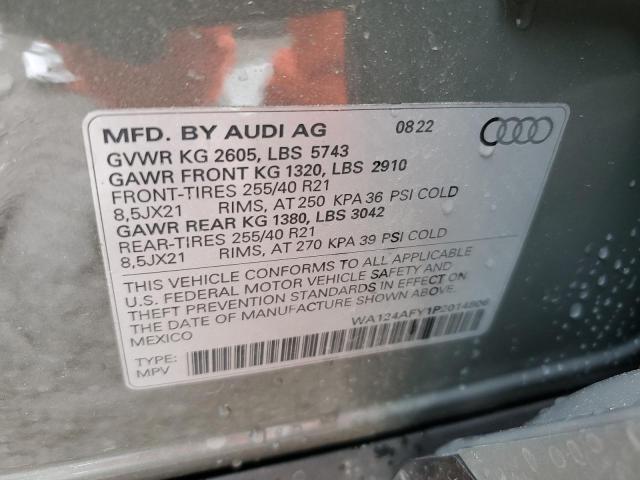 MFD. BY AUDI AG 08 22
GVWR KG 2605, LBS 5743
GAWR FRONT KG 1320, LBS 2910
FRONT-TIRES 255/40 R21
8,5JX21 RIMS, AT 250 KPA 36 PSI COLD
GAWR REAR KG 1380, LBS 3042
REAR-TIRES 255/40 R21
8,5JX21 RIMS, AT 270 KPA 39 PSI COLD
THIS VEHICLE CONFORMS TO ALL APPLICABLE
U.S. FEDERAL MOTOR VEHICLE SAFETY AND
THEFT PREVENTION STANDARDS IN EFFECT ON
THE DATE OF MANUFACTURE SHOWN ABOVE.
MEXICO WA124AFY1P2014806
TYPE:
MPV